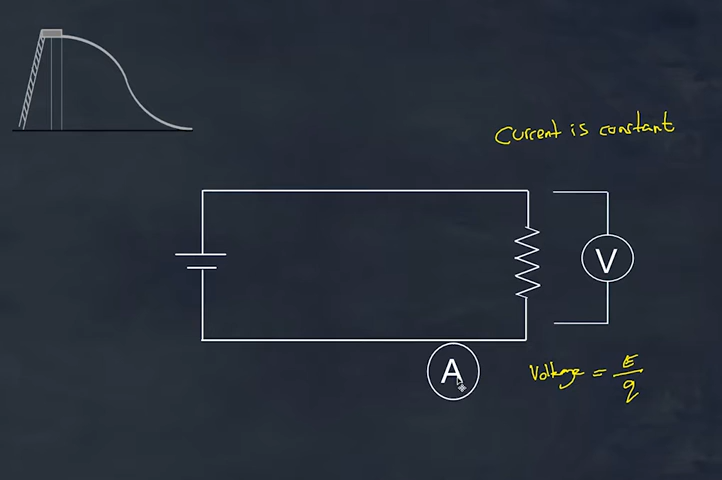 Current is constant
V
A
Voltage = E/q